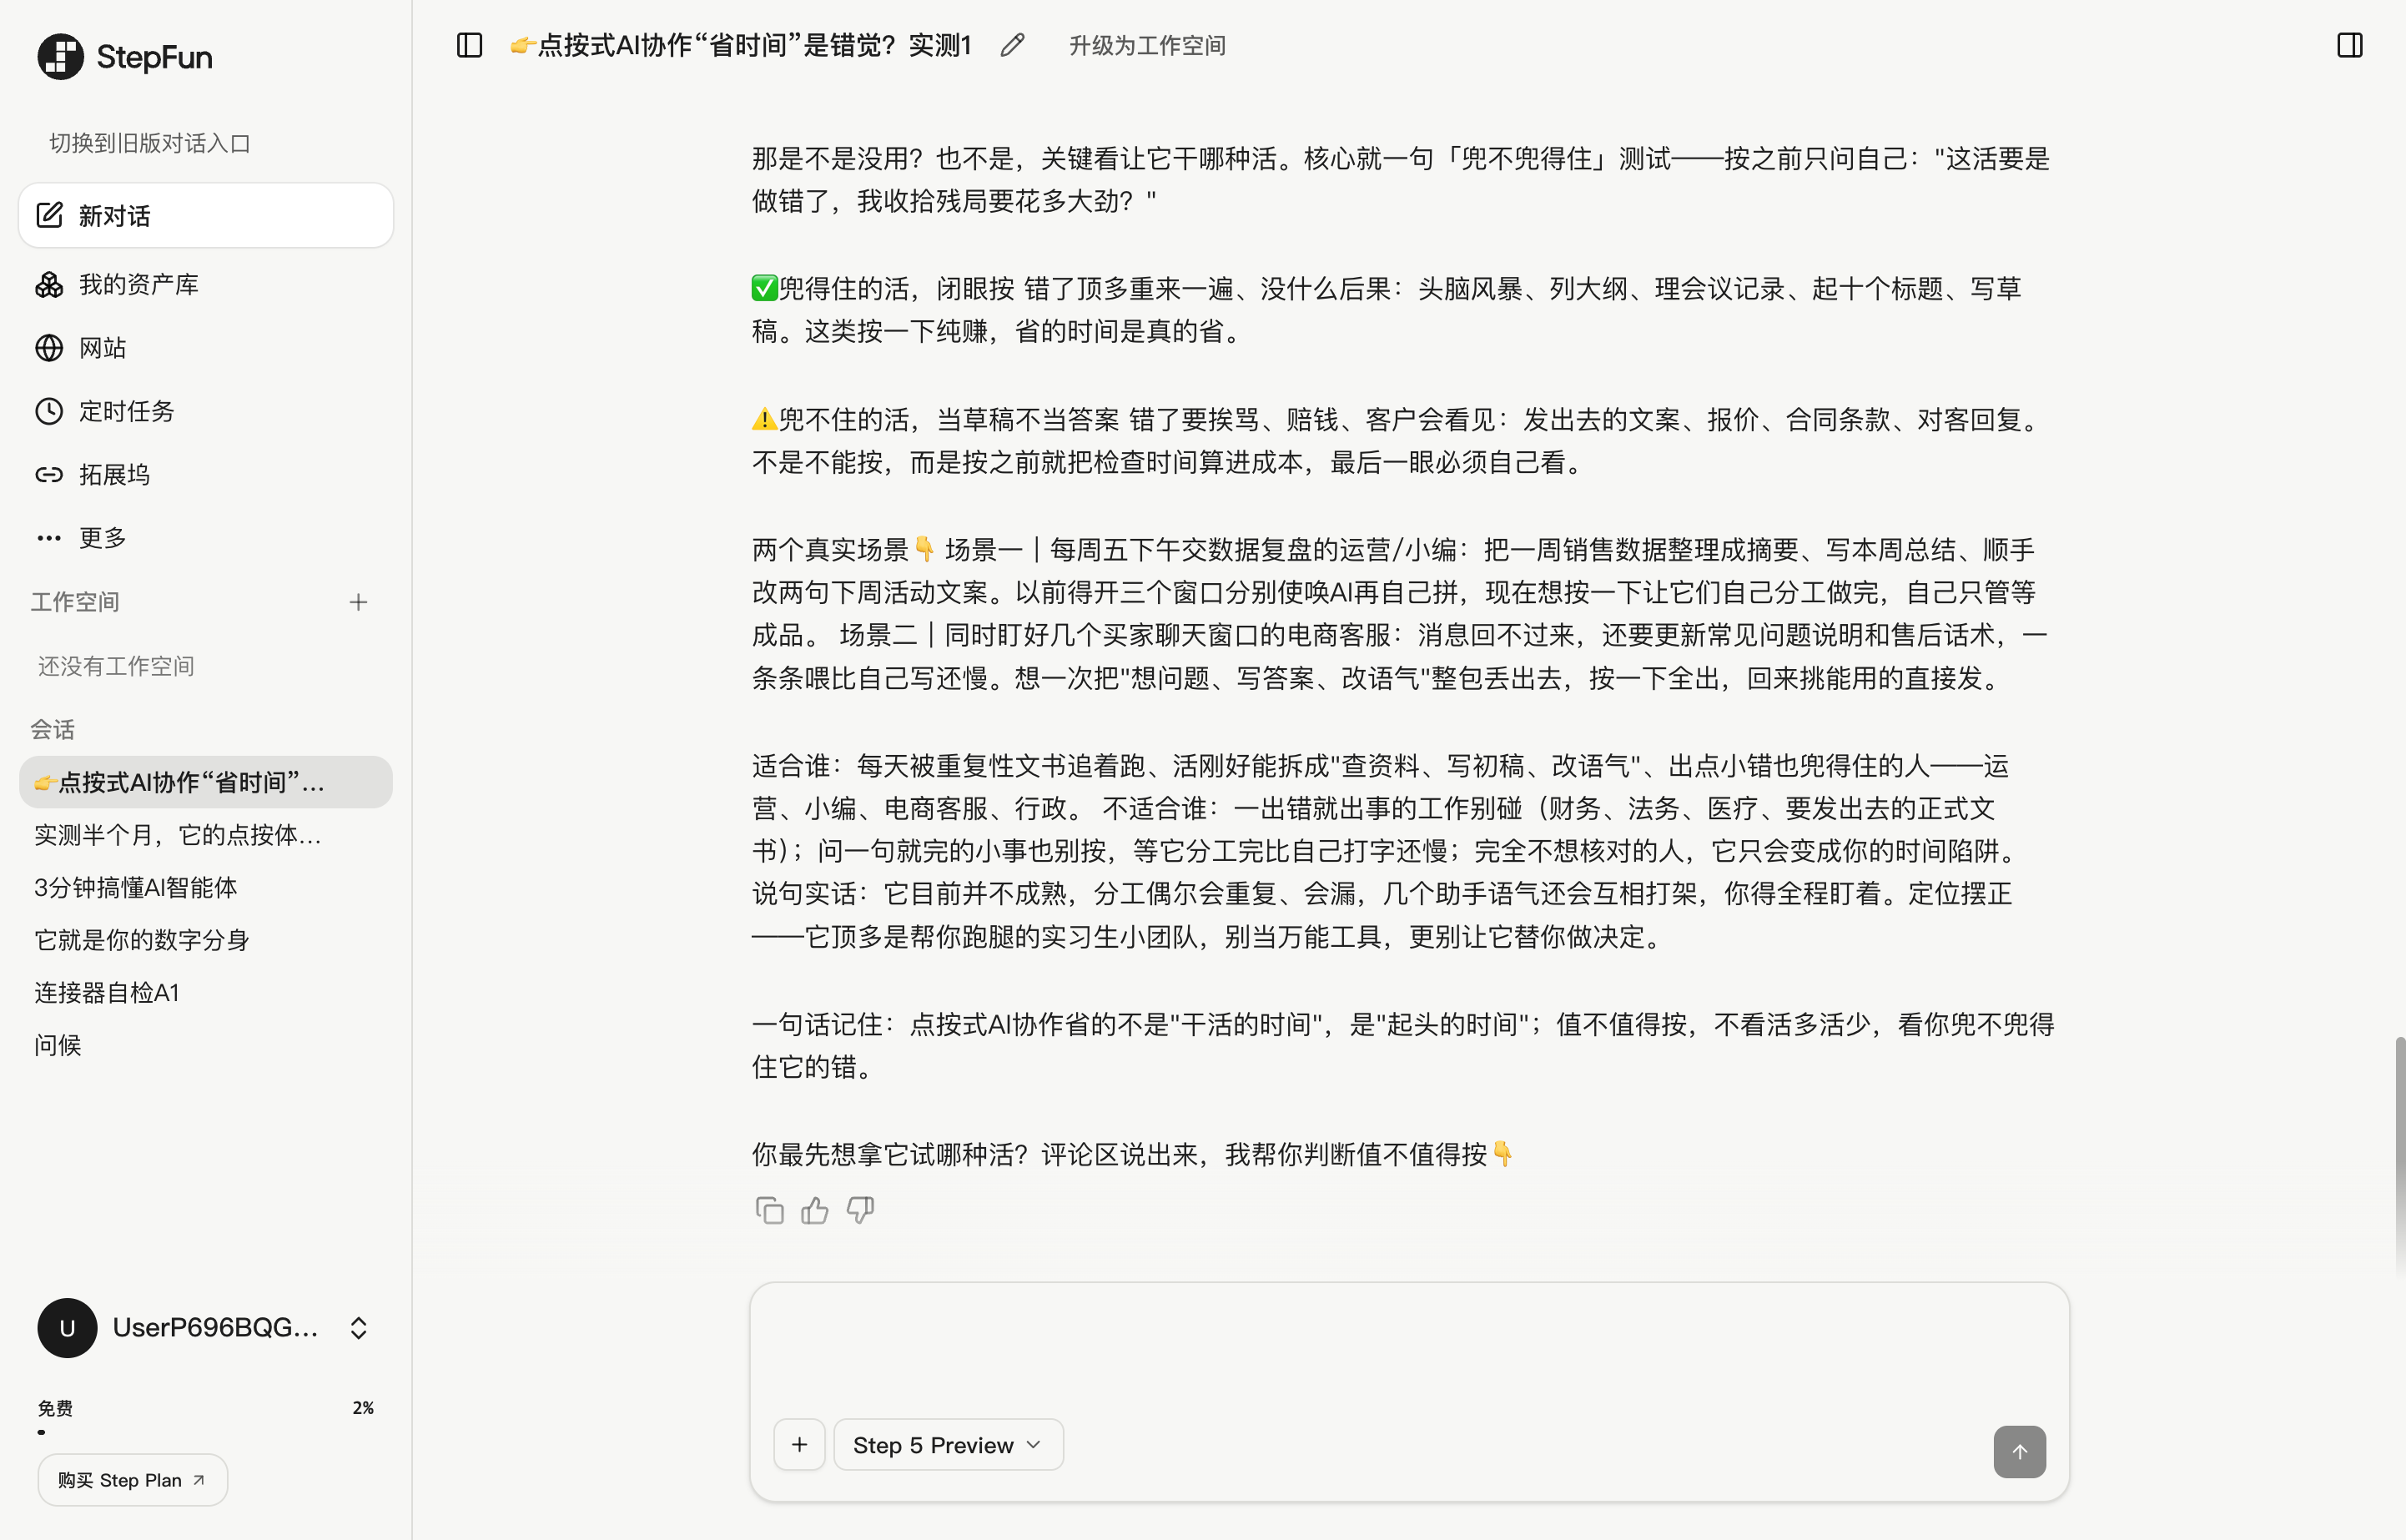 StepFun
切换到旧版对话入口
新对话
我的资产库
网站
定时任务
拓展坞
更多
工作空间
还没有工作空间
会话
👉点按式AI协作“省时间”…
实测半个月，它的点按体…
3分钟搞懂AI智能体
它就是你的数字分身
连接器自检A1
问候
U
UserP696BQG...
免费
2%
购买 Step Plan
👉点按式AI协作“省时间”是错觉？实测1
升级为工作空间
那是不是没用？也不是，关键看让它干哪种活。核心就一句「兜不兜得住」测试——按之前只问自己："这活要是
做错了，我收拾残局要花多大劲？"
✅兜得住的活，闭眼按 错了顶多重来一遍、没什么后果：头脑风暴、列大纲、理会议记录、起十个标题、写草
稿。这类按一下纯赚，省的时间是真的省。
⚠️兜不住的活，当草稿不当答案 错了要挨骂、赔钱、客户会看见：发出去的文案、报价、合同条款、对客回复。
不是不能按，而是按之前就把检查时间算进成本，最后一眼必须自己看。
两个真实场景👇 场景一｜每周五下午交数据复盘的运营/小编：把一周销售数据整理成摘要、写本周总结、顺手
改两句下周活动文案。以前得开三个窗口分别使唤AI再自己拼，现在想按一下让它们自己分工做完，自己只管等
成品。 场景二｜同时盯好几个买家聊天窗口的电商客服：消息回不过来，还要更新常见问题说明和售后话术，一
条条喂比自己写还慢。想一次把"想问题、写答案、改语气"整包丢出去，按一下全出，回来挑能用的直接发。
适合谁：每天被重复性文书追着跑、活刚好能拆成"查资料、写初稿、改语气"、出点小错也兜得住的人——运
营、小编、电商客服、行政。 不适合谁：一出错就出事的工作别碰（财务、法务、医疗、要发出去的正式文
书）；问一句就完的小事也别按，等它分工完比自己打字还慢；完全不想核对的人，它只会变成你的时间陷阱。
说句实话：它目前并不成熟，分工偶尔会重复、会漏，几个助手语气还会互相打架，你得全程盯着。定位摆正
——它顶多是帮你跑腿的实习生小团队，别当万能工具，更别让它替你做决定。
一句话记住：点按式AI协作省的不是"干活的时间"，是"起头的时间"；值不值得按，不看活多活少，看你兜不兜得
住它的错。
你最先想拿它试哪种活？评论区说出来，我帮你判断值不值得按👇
Step 5 Preview